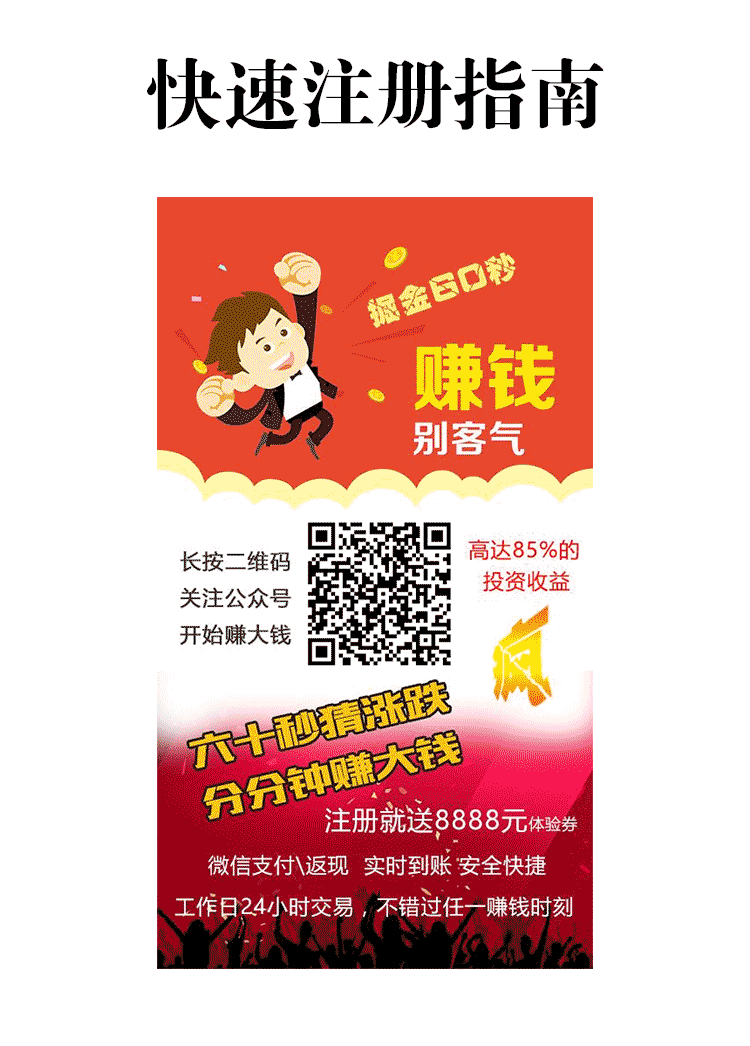 快速注册指南
掘金60秒
赚钱
别客气
长按二维码
关注公众号
开始赚大钱
高达85%的
投资收益
疯
六十秒猜涨跌
分分钟赚大钱
注册就送8888元体验券
微信支付\返现 实时到账 安全快捷
工作日24小时交易，不错过任一赚钱时刻